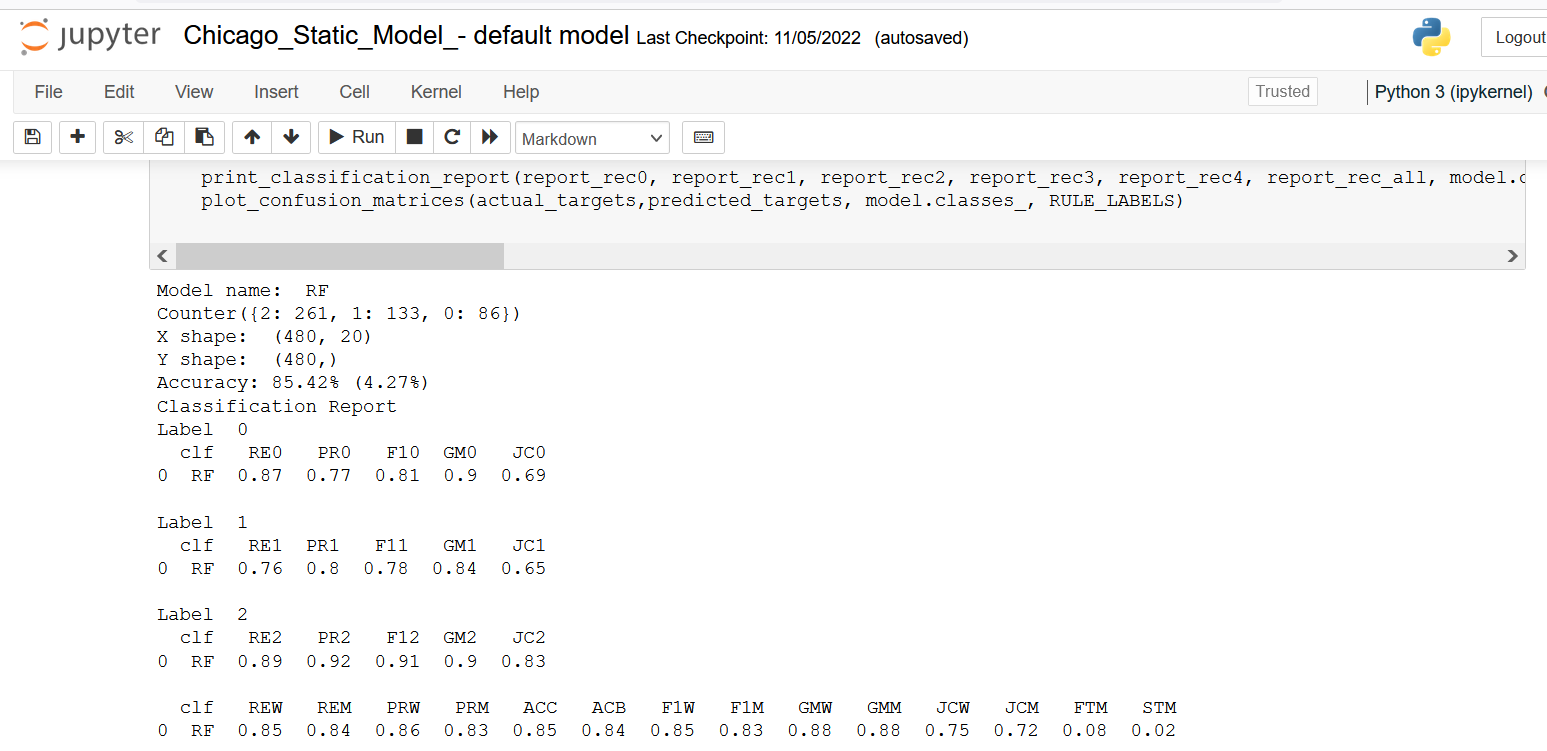 jupyter Chicago_Static_Model_- default model Last Checkpoint: 11/05/2022 (autosaved)
Logout
File Edit View Insert Cell Kernel Help Trusted Python 3 (ipykernel)
Run Markdown
print_classification_report(report_rec0, report_rec1, report_rec2, report_rec3, report_rec4, report_rec_all, model.c
plot_confusion_matrices(actual_targets,predicted_targets, model.classes_, RULE_LABELS)
Model name:  RF
Counter({2: 261, 1: 133, 0: 86})
X shape:  (480, 20)
Y shape:  (480,)
Accuracy: 85.42% (4.27%)
Classification Report
Label  0
clf   RE0   PR0   F10  GM0   JC0
0  RF  0.87  0.77  0.81  0.9  0.69
Label  1
clf   RE1  PR1   F11   GM1   JC1
0  RF  0.76  0.8  0.78  0.84  0.65
Label  2
clf   RE2   PR2   F12  GM2   JC2
0  RF  0.89  0.92  0.91  0.9  0.83
clf   REW   REM   PRW   PRM   ACC   ACB   F1W   F1M   GMW   GMM   JCW   JCM   FTM   STM
0  RF  0.85  0.84  0.86  0.83  0.85  0.84  0.85  0.83  0.88  0.88  0.75  0.72  0.08  0.02